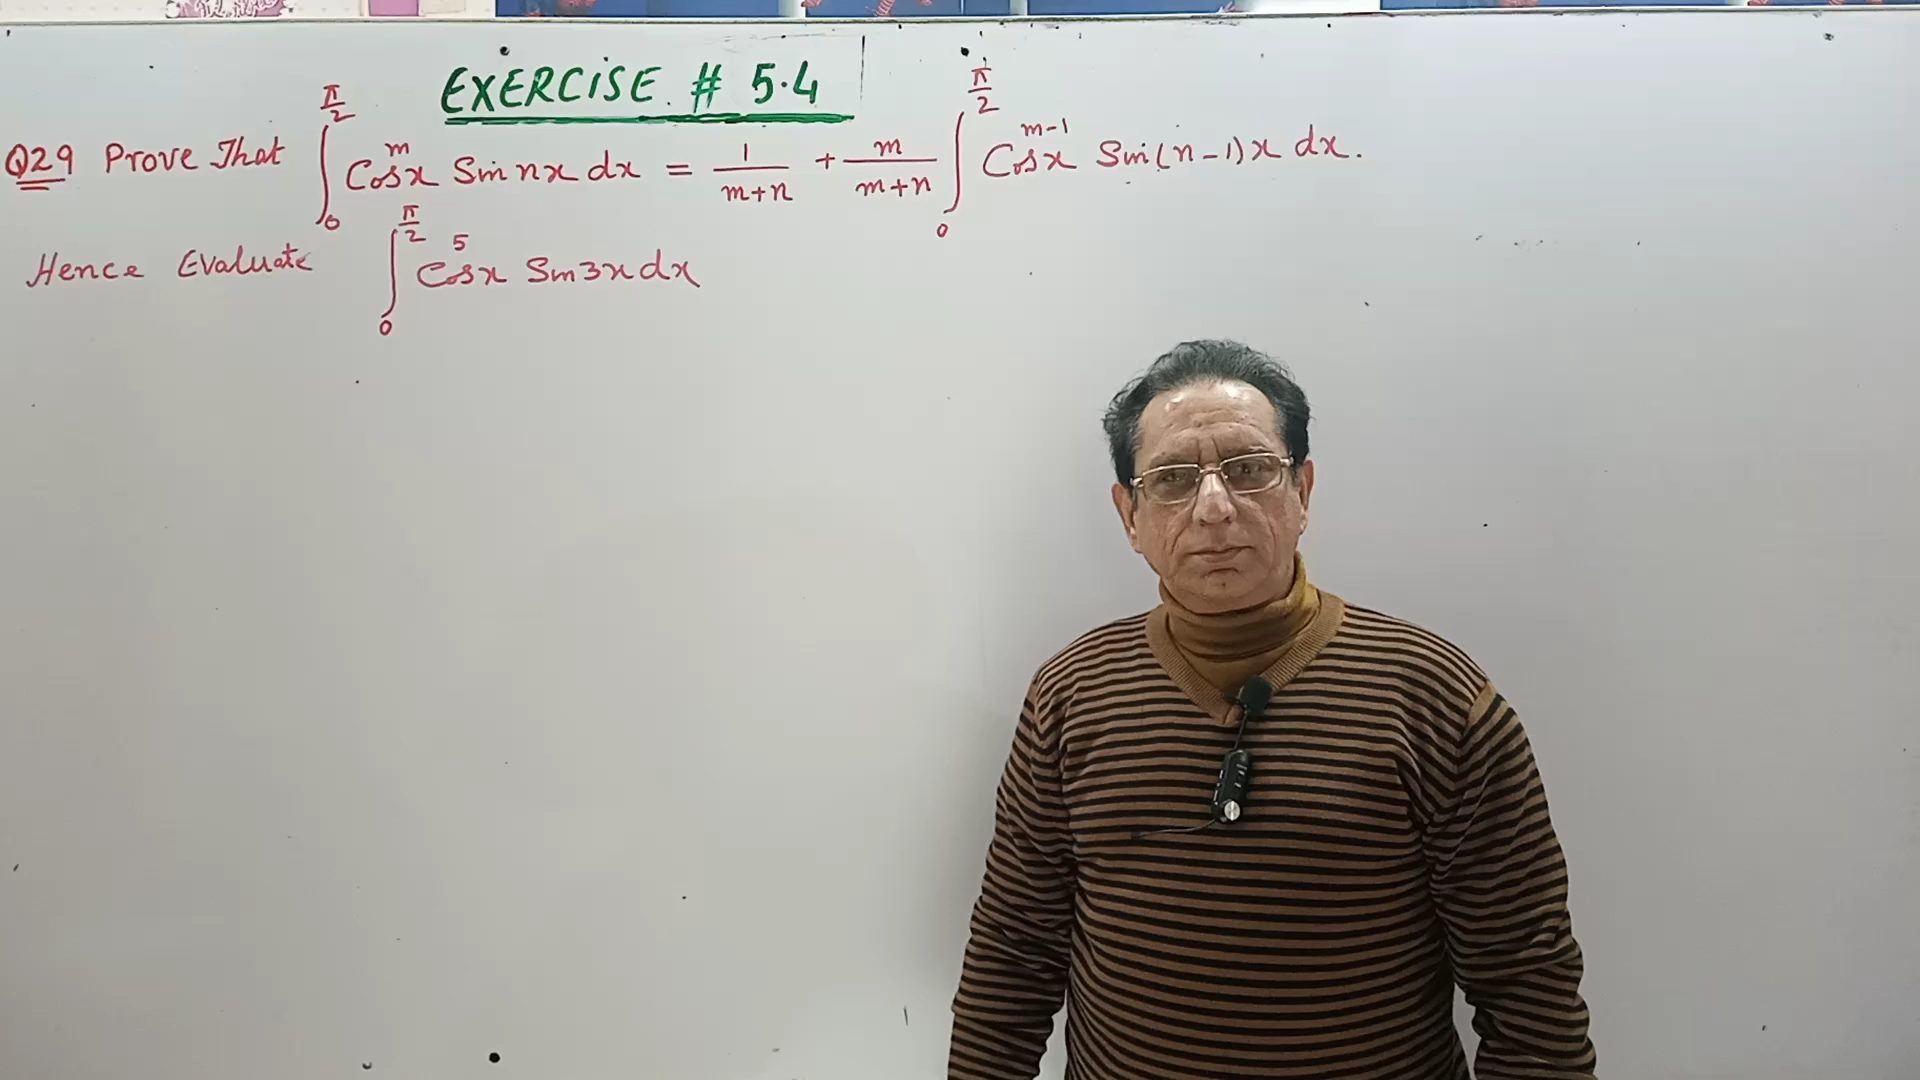 EXERCISE # 5.4
Q29 Prove That ∫₀^{π/2} Cos^m x Sin nx dx = 1/(m+n) + m/(m+n) ∫₀^{π/2} Cos^{m-1} x Sin(n-1)x dx.
Hence Evaluate ∫₀^{π/2} Cos^5 x Sin3x dx